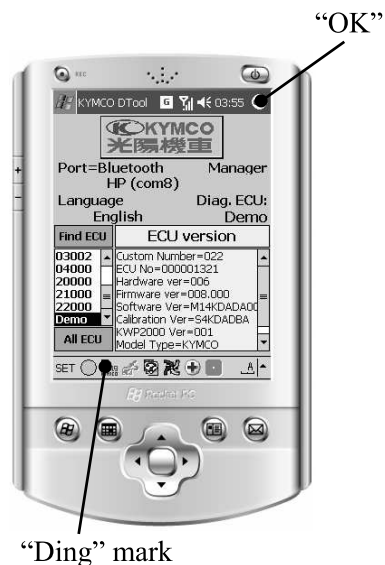 “OK”
REC
KYMCO DTool G 03:55
KYMCO
光陽機車
Port=Bluetooth Manager
HP (com8)
Language Diag. ECU:
English Demo
Find ECU ECU version
03002 Custom Number=022
04000 ECU No=000001321
20000 Hardware ver=006
21000 Firmware ver=008.000
22000 Software Ver=M14KDADA00
Demo Calibration Ver=S4KDADBA
KWP2000 Ver=001
All ECU Model Type=KYMCO
SET A
Pocket PC
“Ding” mark